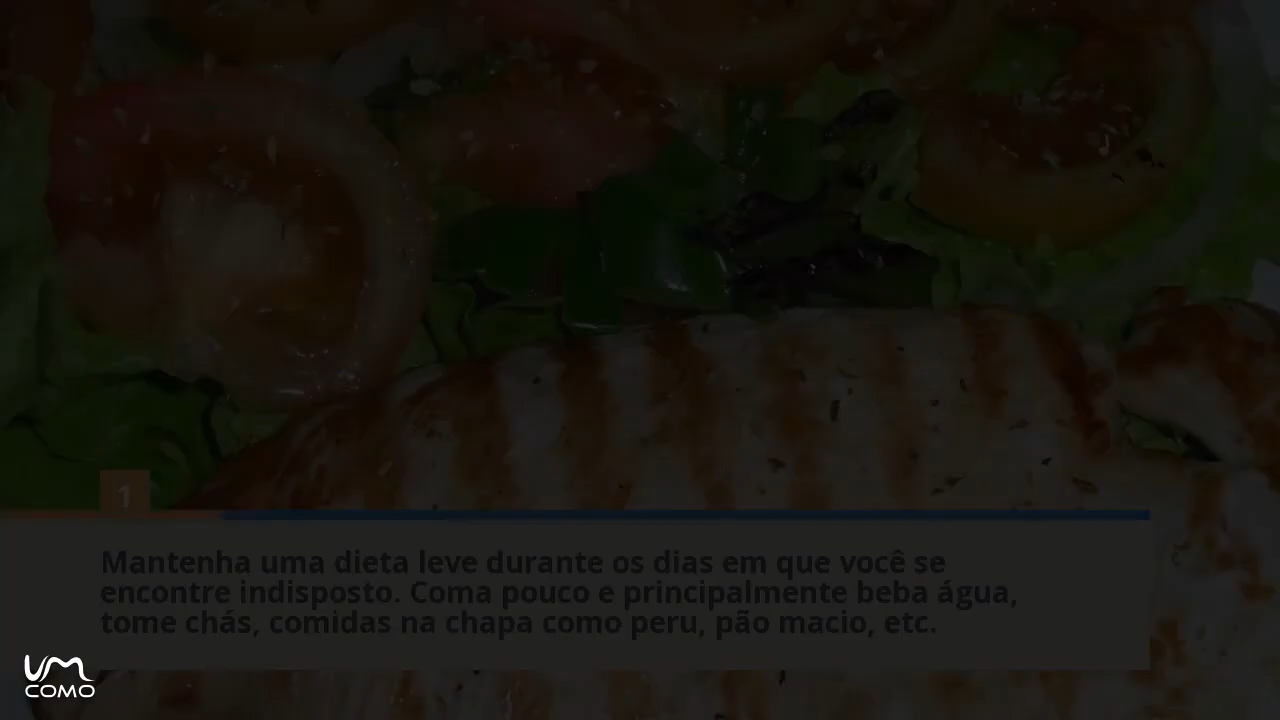 1
Mantenha uma dieta leve durante os dias em que você se
encontre indisposto. Coma pouco e principalmente beba água,
tome chás, comidas na chapa como peru, pão macio, etc.
UM
COMO